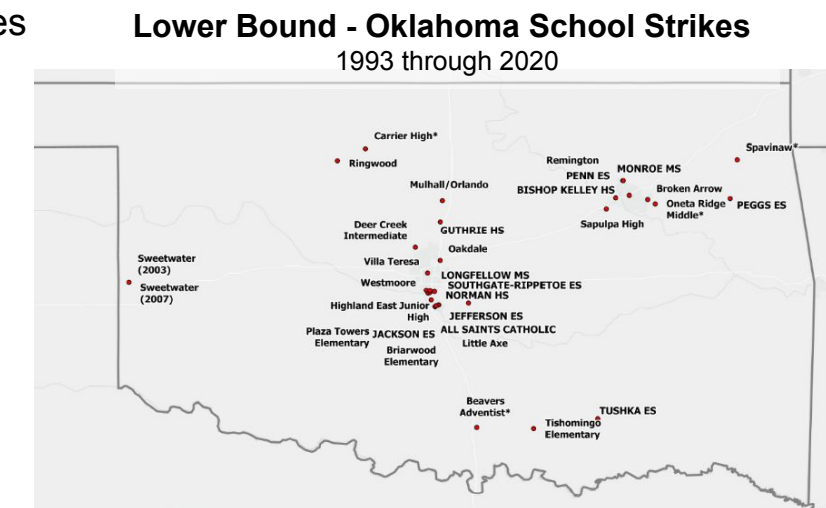 es
Lower Bound - Oklahoma School Strikes
1993 through 2020
Carrier High*
Ringwood
Mulhall/Orlando
Remington
PENN ES
MONROE MS
BISHOP KELLEY HS
Broken Arrow
Spavinaw*
Oneta Ridge
Middle*
PEGGS ES
Sapulpa High
Deer Creek
Intermediate
GUTHRIE HS
Oakdale
Villa Teresa
Sweetwater
(2003)
Sweetwater
(2007)
Westmoore
LONGFELLOW MS
SOUTHGATE-RIPPETOE ES
NORMAN HS
Highland East Junior
High
JEFFERSON ES
Plaza Towers
Elementary
JACKSON ES
ALL SAINTS CATHOLIC
Briarwood
Elementary
Little Axe
Beavers
Adventist*
Tishomingo
Elementary
TUSHKA ES